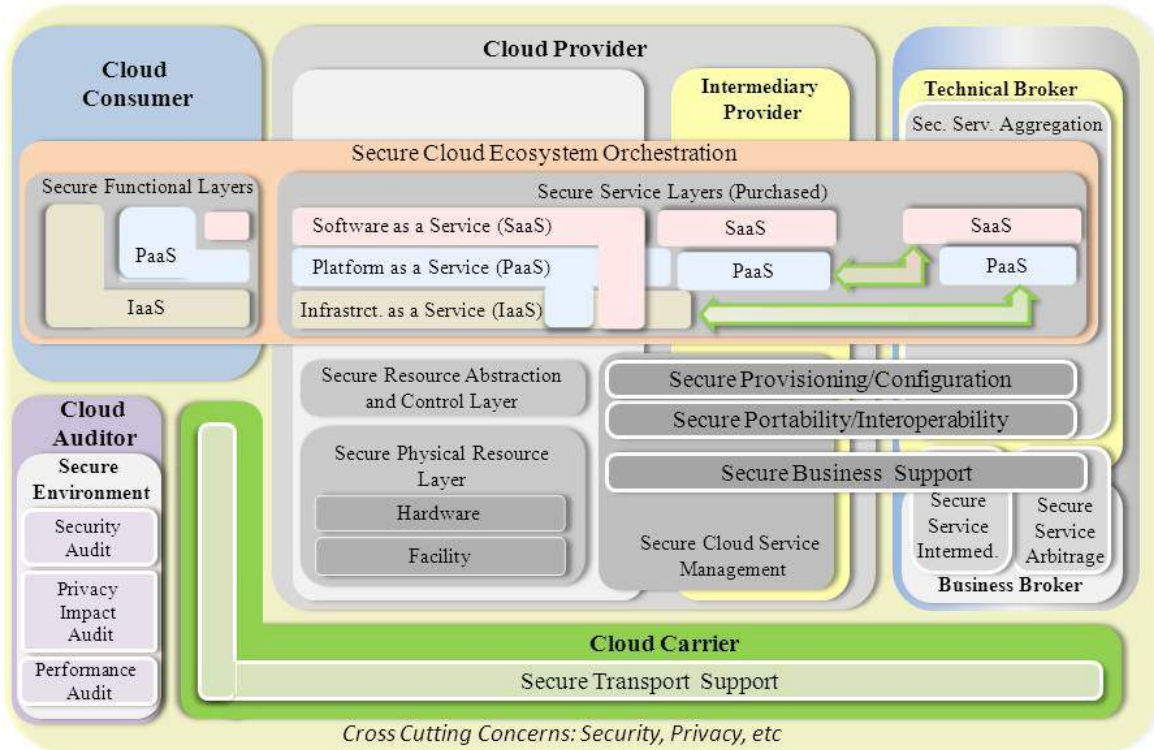 Cloud
Consumer
Cloud Provider
Intermediary
Provider
Technical Broker
Sec. Serv. Aggregation
Secure Cloud Ecosystem Orchestration
Secure Functional Layers
PaaS
IaaS
Secure Service Layers (Purchased)
Software as a Service (SaaS)
SaaS
SaaS
Platform as a Service (PaaS)
PaaS
PaaS
Infrastrct. as a Service (IaaS)
Secure Resource Abstraction
and Control Layer
Secure Physical Resource
Layer
Hardware
Facility
Secure Provisioning/Configuration
Secure Portability/Interoperability
Secure Business Support
Secure Cloud Service
Management
Secure
Service
Intermed.
Secure
Service
Arbitrage
Business Broker
Cloud
Auditor
Secure
Environment
Security
Audit
Privacy
Impact
Audit
Performance
Audit
Cloud Carrier
Secure Transport Support
Cross Cutting Concerns: Security, Privacy, etc